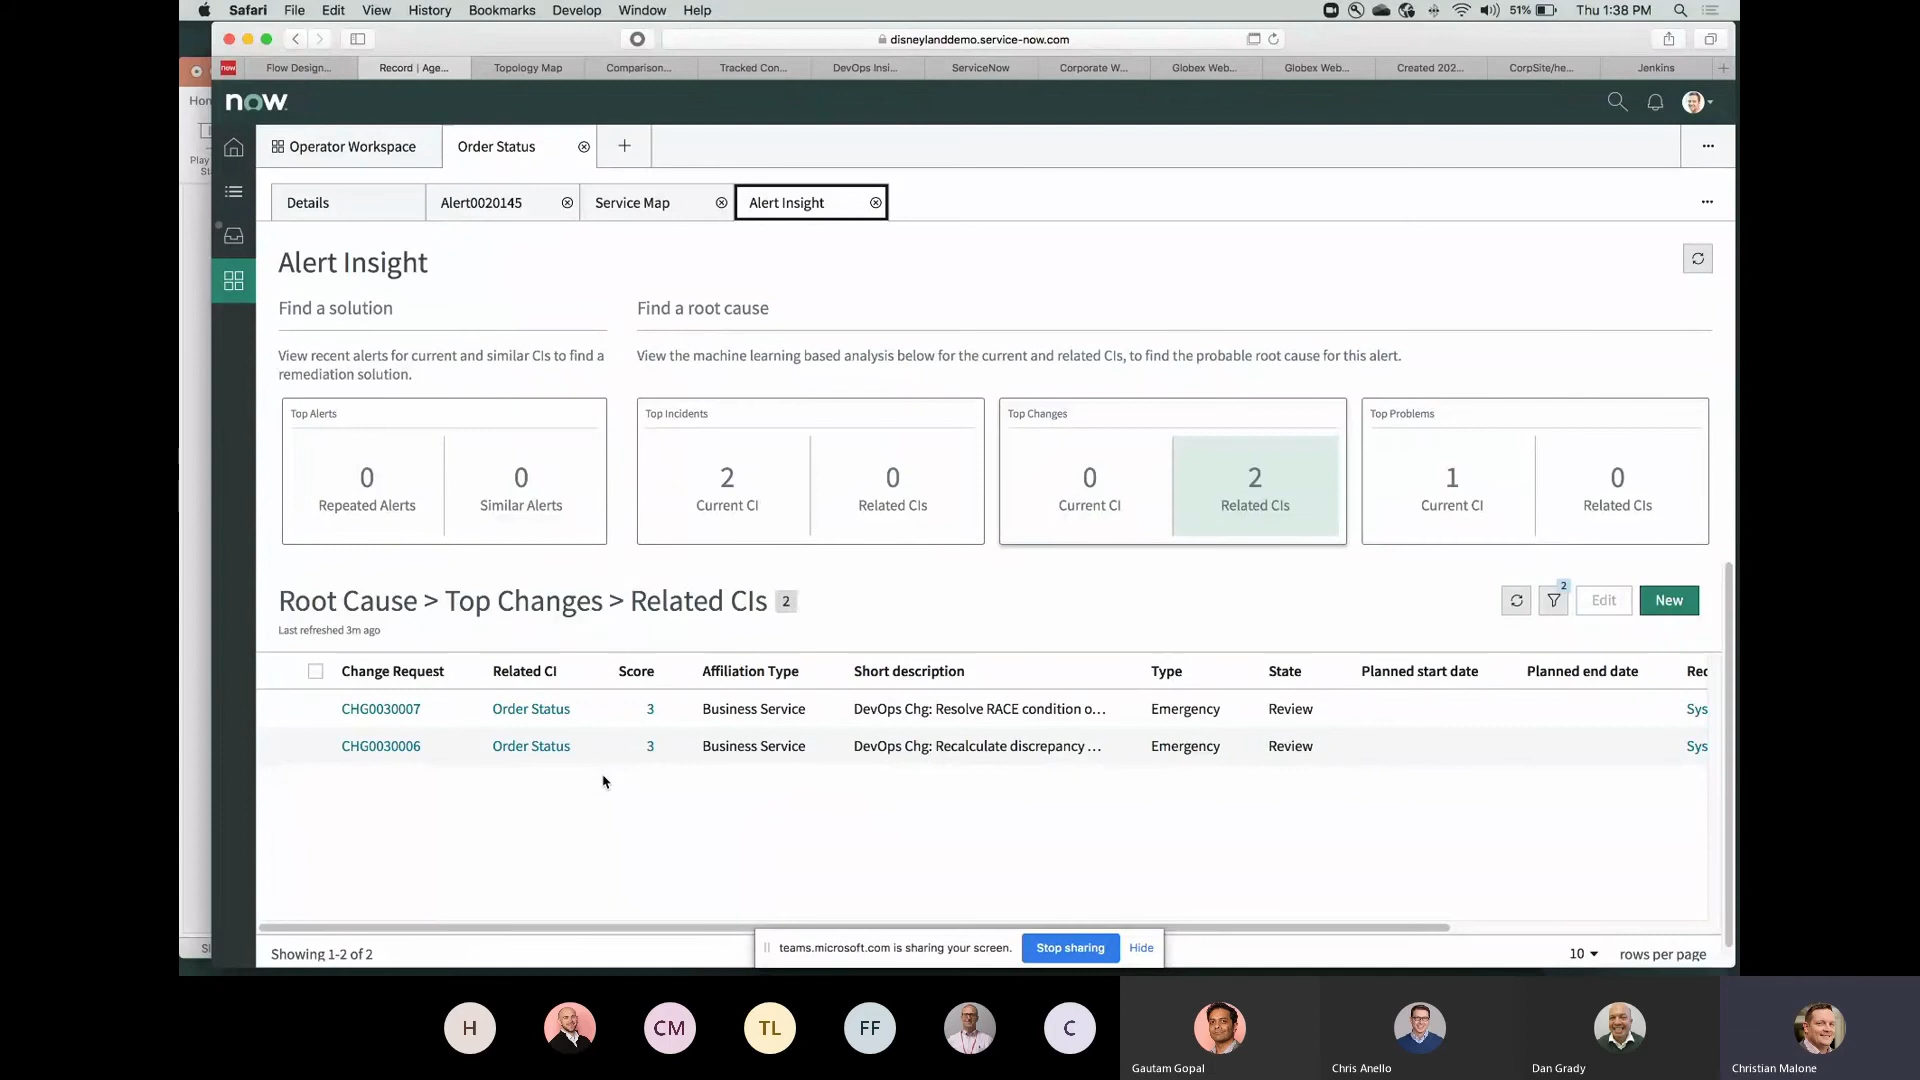 Safari File Edit View History Bookmarks Develop Window Help
51% Thu 1:38 PM
disneylanddemo.service-now.com
now Flow Design... Record | Age... Topology Map Comparison... Tracked Con... DevOps Insi... ServiceNow Corporate W... Globex Web... Globex Web... Created 202... CorpSite/he... Jenkins
now
Operator Workspace
Order Status
Play
Details
Alert0020145
Service Map
Alert Insight
Alert Insight
Find a solution
Find a root cause
View recent alerts for current and similar CIs to find a
remediation solution.
View the machine learning based analysis below for the current and related CIs, to find the probable root cause for this alert.
Top Alerts
0
Repeated Alerts
0
Similar Alerts
Top Incidents
2
Current CI
0
Related CIs
Top Changes
0
Current CI
2
Related CIs
Top Problems
1
Current CI
0
Related CIs
Root Cause > Top Changes > Related CIs 2
Last refreshed 3m ago
2
Edit
New
Change Request Related CI Score Affiliation Type Short description Type State Planned start date Planned end date Rec
CHG0030007 Order Status 3 Business Service DevOps Chg: Resolve RACE condition o... Emergency Review Sys
CHG0030006 Order Status 3 Business Service DevOps Chg: Recalculate discrepancy ... Emergency Review Sys
Showing 1-2 of 2
teams.microsoft.com is sharing your screen. Stop sharing Hide
10 rows per page
H CM TL FF C
Gautam Gopal Chris Anello Dan Grady Christian Malone